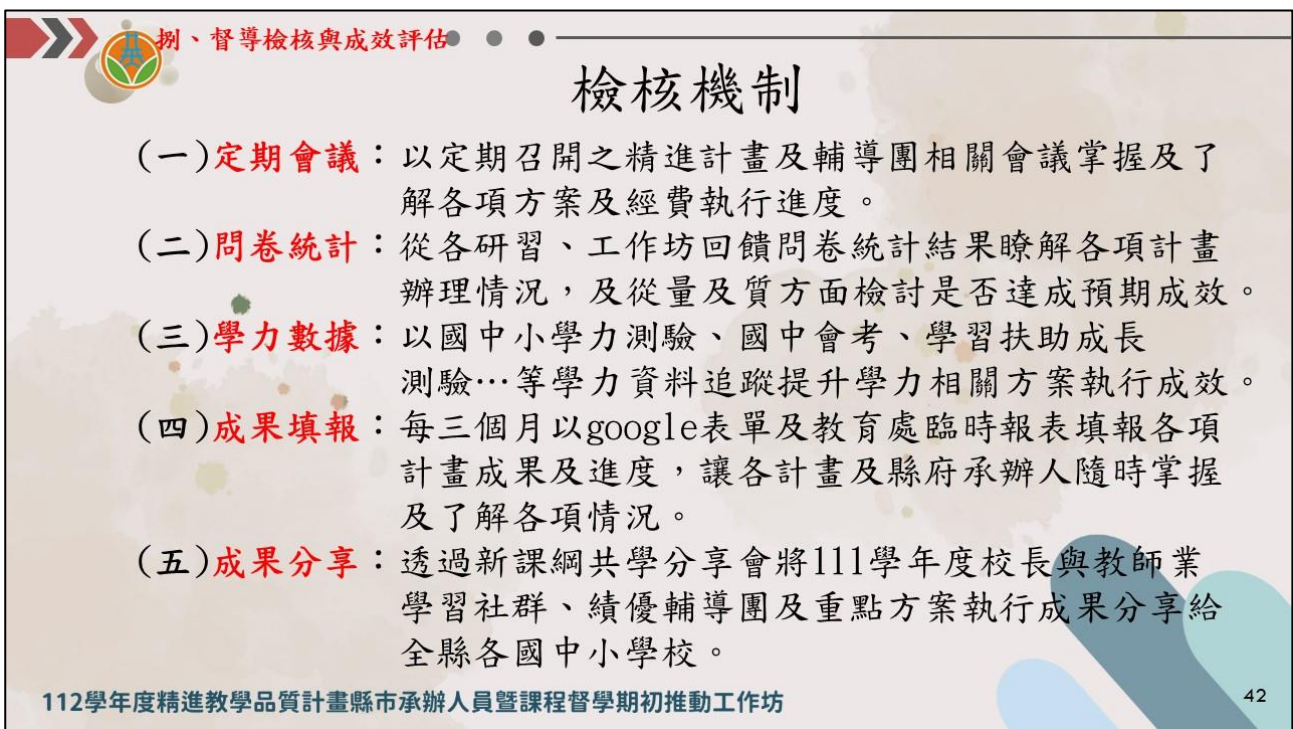 捌、督導檢核與成效評估
檢核機制
(一)定期會議：以定期召開之精進計畫及輔導團相關會議掌握及了
解各項方案及經費執行進度。
(二)問卷統計：從各研習、工作坊回饋問卷統計結果瞭解各項計畫
辦理情況，及從量及質方面檢討是否達成預期成效。
(三)學力數據：以國中小學力測驗、國中會考、學習扶助成長
測驗…等學力資料追蹤提升學力相關方案執行成效。
(四)成果填報：每三個月以google表單及教育處臨時報表填報各項
計畫成果及進度，讓各計畫及縣府承辦人隨時掌握
及了解各項情況。
(五)成果分享：透過新課綱共學分享會將111學年度校長與教師業
學習社群、績優輔導團及重點方案執行成果分享給
全縣各國中小學校。
112學年度精進教學品質計畫縣市承辦人員暨課程督學期初推動工作坊
42